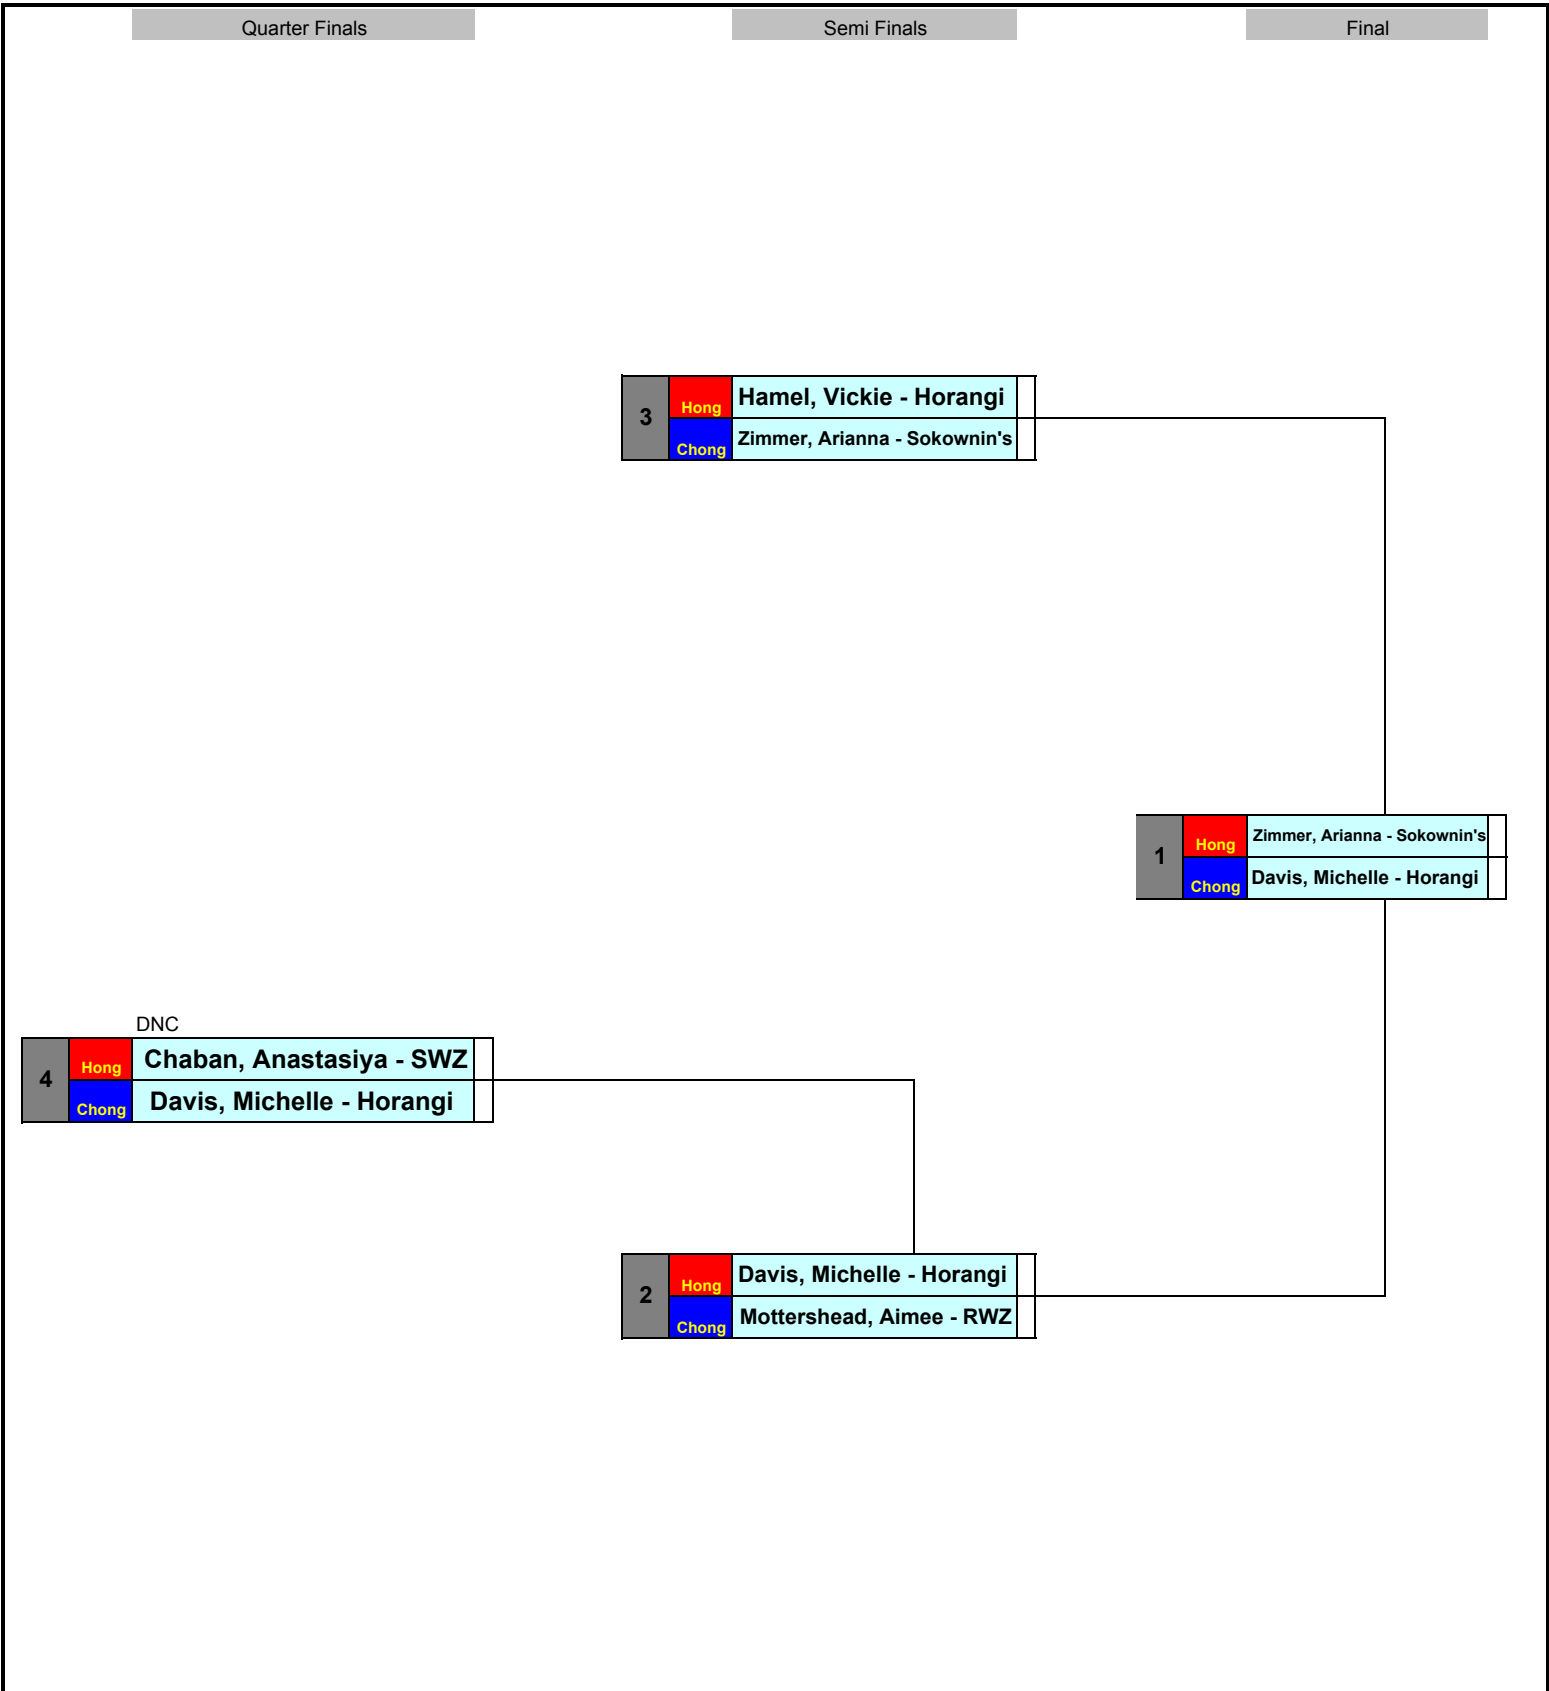 Quarter Finals
Semi Finals
Final
3
Hong
Hamel, Vickie - Horangi
Chong
Zimmer, Arianna - Sokownin's
1
Hong
Zimmer, Arianna - Sokownin's
Chong
Davis, Michelle - Horangi
DNC
4
Hong
Chaban, Anastasiya - SWZ
Chong
Davis, Michelle - Horangi
2
Hong
Davis, Michelle - Horangi
Chong
Mottershead, Aimee - RWZ